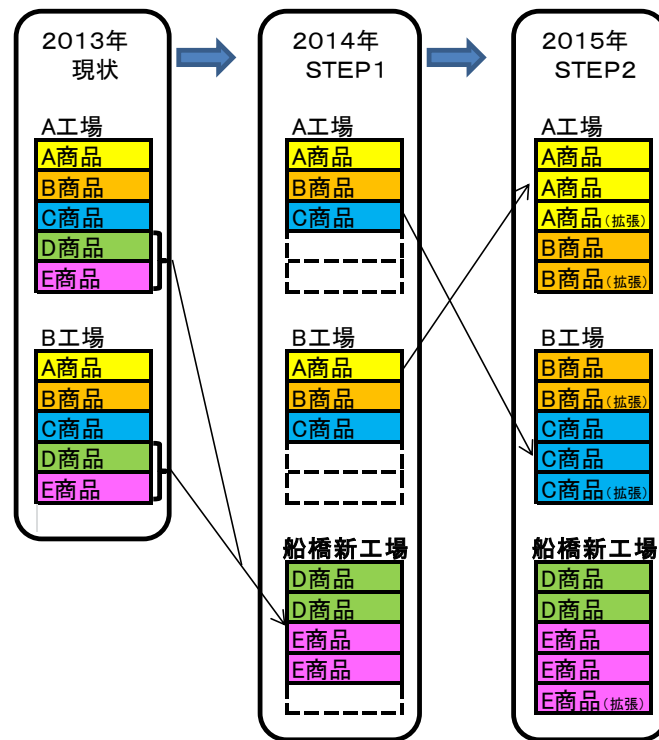 2013年
現状
A工場
A商品
B商品
C商品
D商品
E商品
B工場
A商品
B商品
C商品
D商品
E商品
2014年
STEP1
A工場
A商品
B商品
C商品
B工場
A商品
B商品
C商品
船橋新工場
D商品
D商品
E商品
E商品
2015年
STEP2
A工場
A商品
A商品
A商品(拡張)
B商品
B商品(拡張)
B工場
B商品
B商品(拡張)
C商品
C商品
C商品(拡張)
船橋新工場
D商品
D商品
E商品
E商品
E商品(拡張)